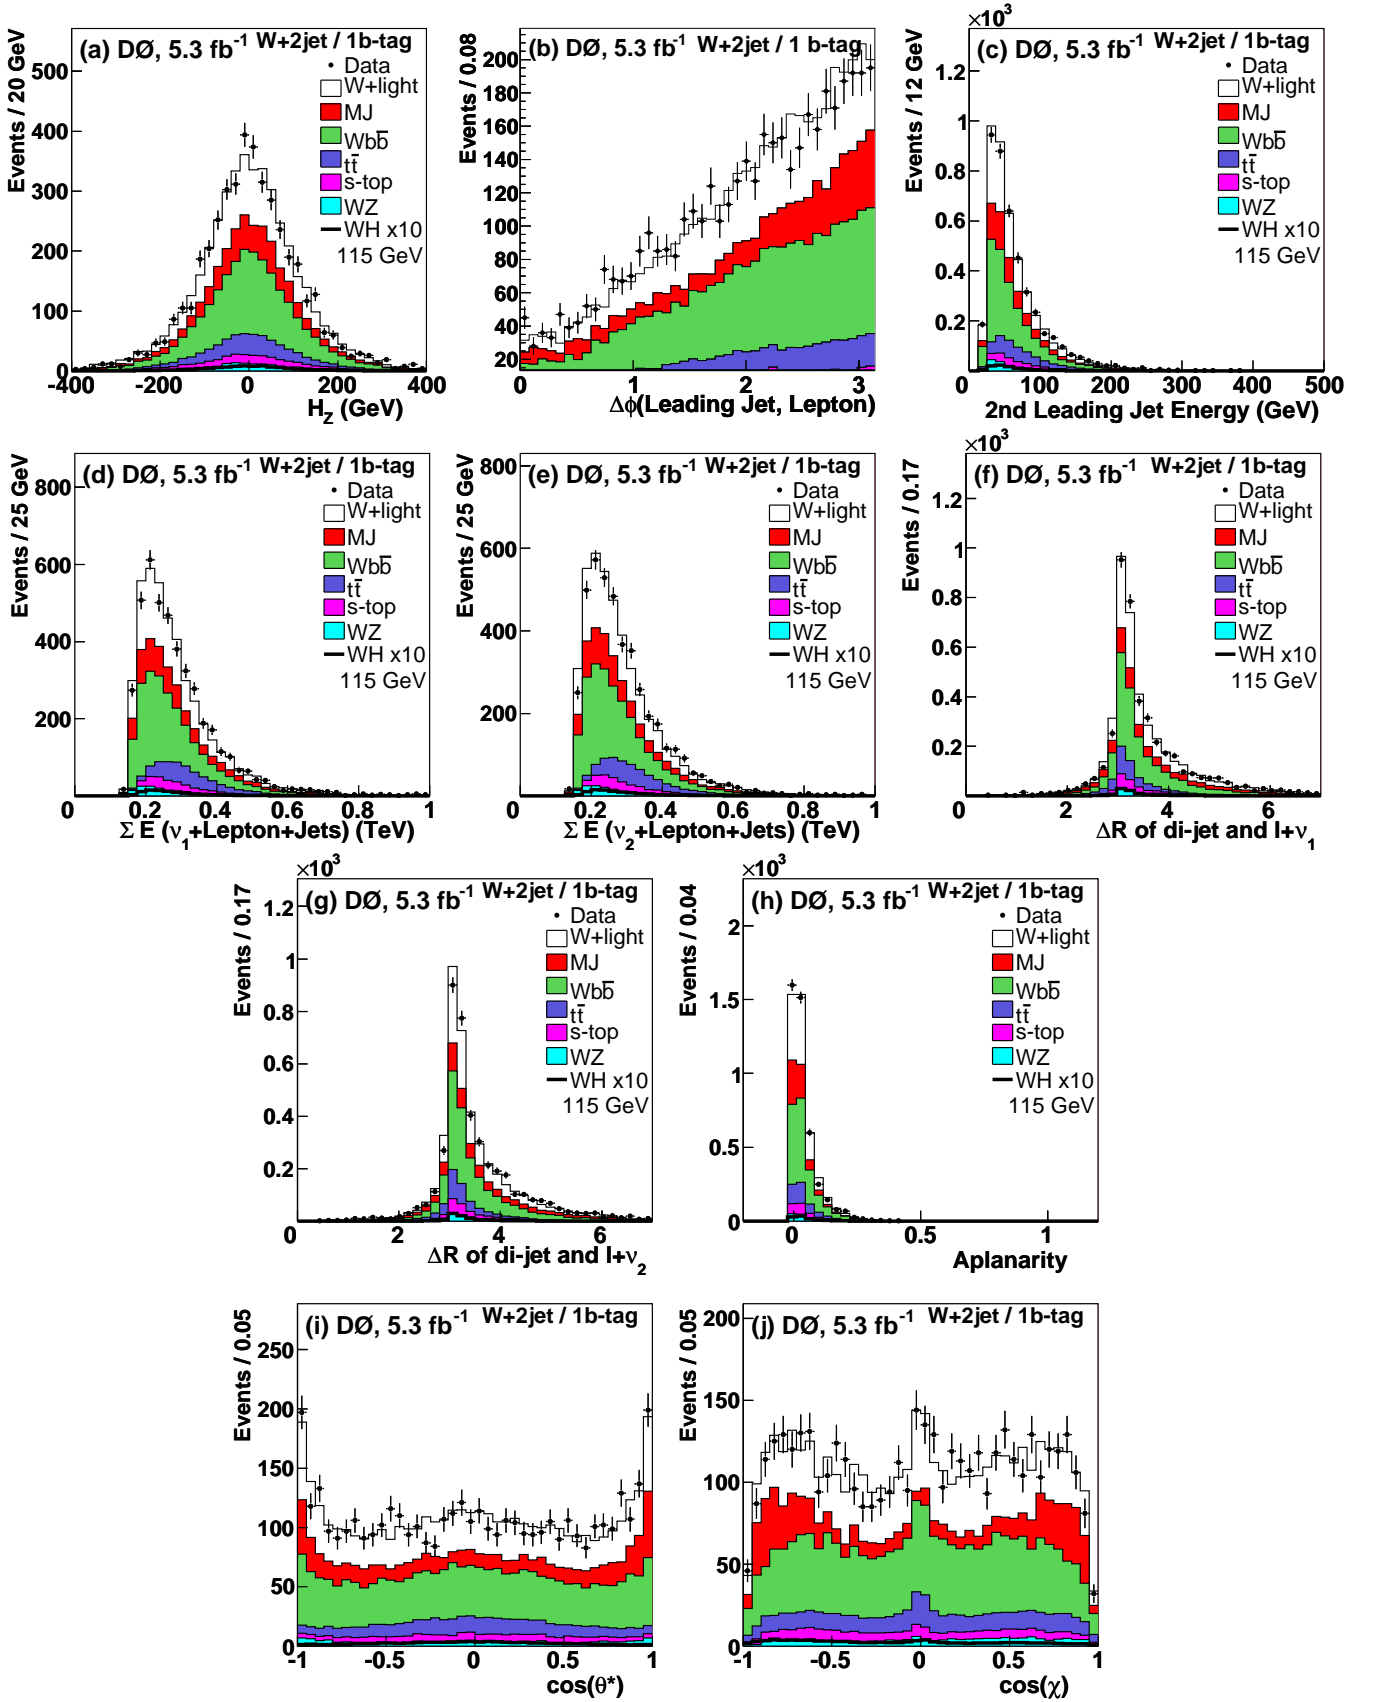 (a) DØ, 5.3 fb⁻¹ W+2jet / 1b-tag
Events / 20 GeV
500
400
300
200
100
0
Data
W+light
MJ
Wbb̅
tt̅
s-top
WZ
WH x10
115 GeV
-400 -200 0 200 400
H_Z (GeV)
(b) DØ, 5.3 fb⁻¹ W+2jet / 1 b-tag
Events / 0.08
200
180
160
140
120
100
80
60
40
20
0 1 2 3
Δϕ(Leading Jet, Lepton)
×10³
(c) DØ, 5.3 fb⁻¹ W+2jet / 1b-tag
Events / 12 GeV
1.2
1
0.8
0.6
0.4
0.2
Data
W+light
MJ
Wbb̅
tt̅
s-top
WZ
WH x10
115 GeV
0 100 200 300 400 500
2nd Leading Jet Energy (GeV)
(d) DØ, 5.3 fb⁻¹ W+2jet / 1b-tag
Events / 25 GeV
800
600
400
200
Data
W+light
MJ
Wbb̅
tt̅
s-top
WZ
WH x10
115 GeV
0 0.2 0.4 0.6 0.8 1
Σ E (ν₁+Lepton+Jets) (TeV)
(e) DØ, 5.3 fb⁻¹ W+2jet / 1b-tag
Events / 25 GeV
800
600
400
200
Data
W+light
MJ
Wbb̅
tt̅
s-top
WZ
WH x10
115 GeV
0 0.2 0.4 0.6 0.8 1
Σ E (ν₂+Lepton+Jets) (TeV)
×10³
(f) DØ, 5.3 fb⁻¹ W+2jet / 1b-tag
Events / 0.17
1.2
1
0.8
0.6
0.4
0.2
Data
W+light
MJ
Wbb̅
tt̅
s-top
WZ
WH x10
115 GeV
0 2 4 6
ΔR of di-jet and l+ν₁
×10³
(g) DØ, 5.3 fb⁻¹ W+2jet / 1b-tag
Events / 0.17
1.2
1
0.8
0.6
0.4
0.2
Data
W+light
MJ
Wbb̅
tt̅
s-top
WZ
WH x10
115 GeV
0 2 4 6
ΔR of di-jet and l+ν₂
×10³
(h) DØ, 5.3 fb⁻¹ W+2jet / 1b-tag
Events / 0.04
2
1.5
1
0.5
0
Data
W+light
MJ
Wbb̅
tt̅
s-top
WZ
WH x10
115 GeV
0 0.5 1
Aplanarity
(i) DØ, 5.3 fb⁻¹ W+2jet / 1b-tag
Events / 0.05
250
200
150
100
50
0
-1 -0.5 0 0.5 1
cos(θ*)
(j) DØ, 5.3 fb⁻¹ W+2jet / 1b-tag
Events / 0.05
200
150
100
50
0
-1 -0.5 0 0.5 1
cos(χ)